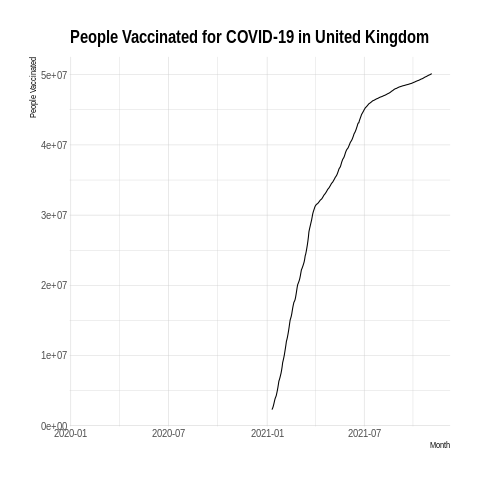 People Vaccinated for COVID-19 in United Kingdom
People Vaccinated
5e+07
4e+07
3e+07
2e+07
1e+07
0e+00
2020-01
2020-07
2021-01
2021-07
Month